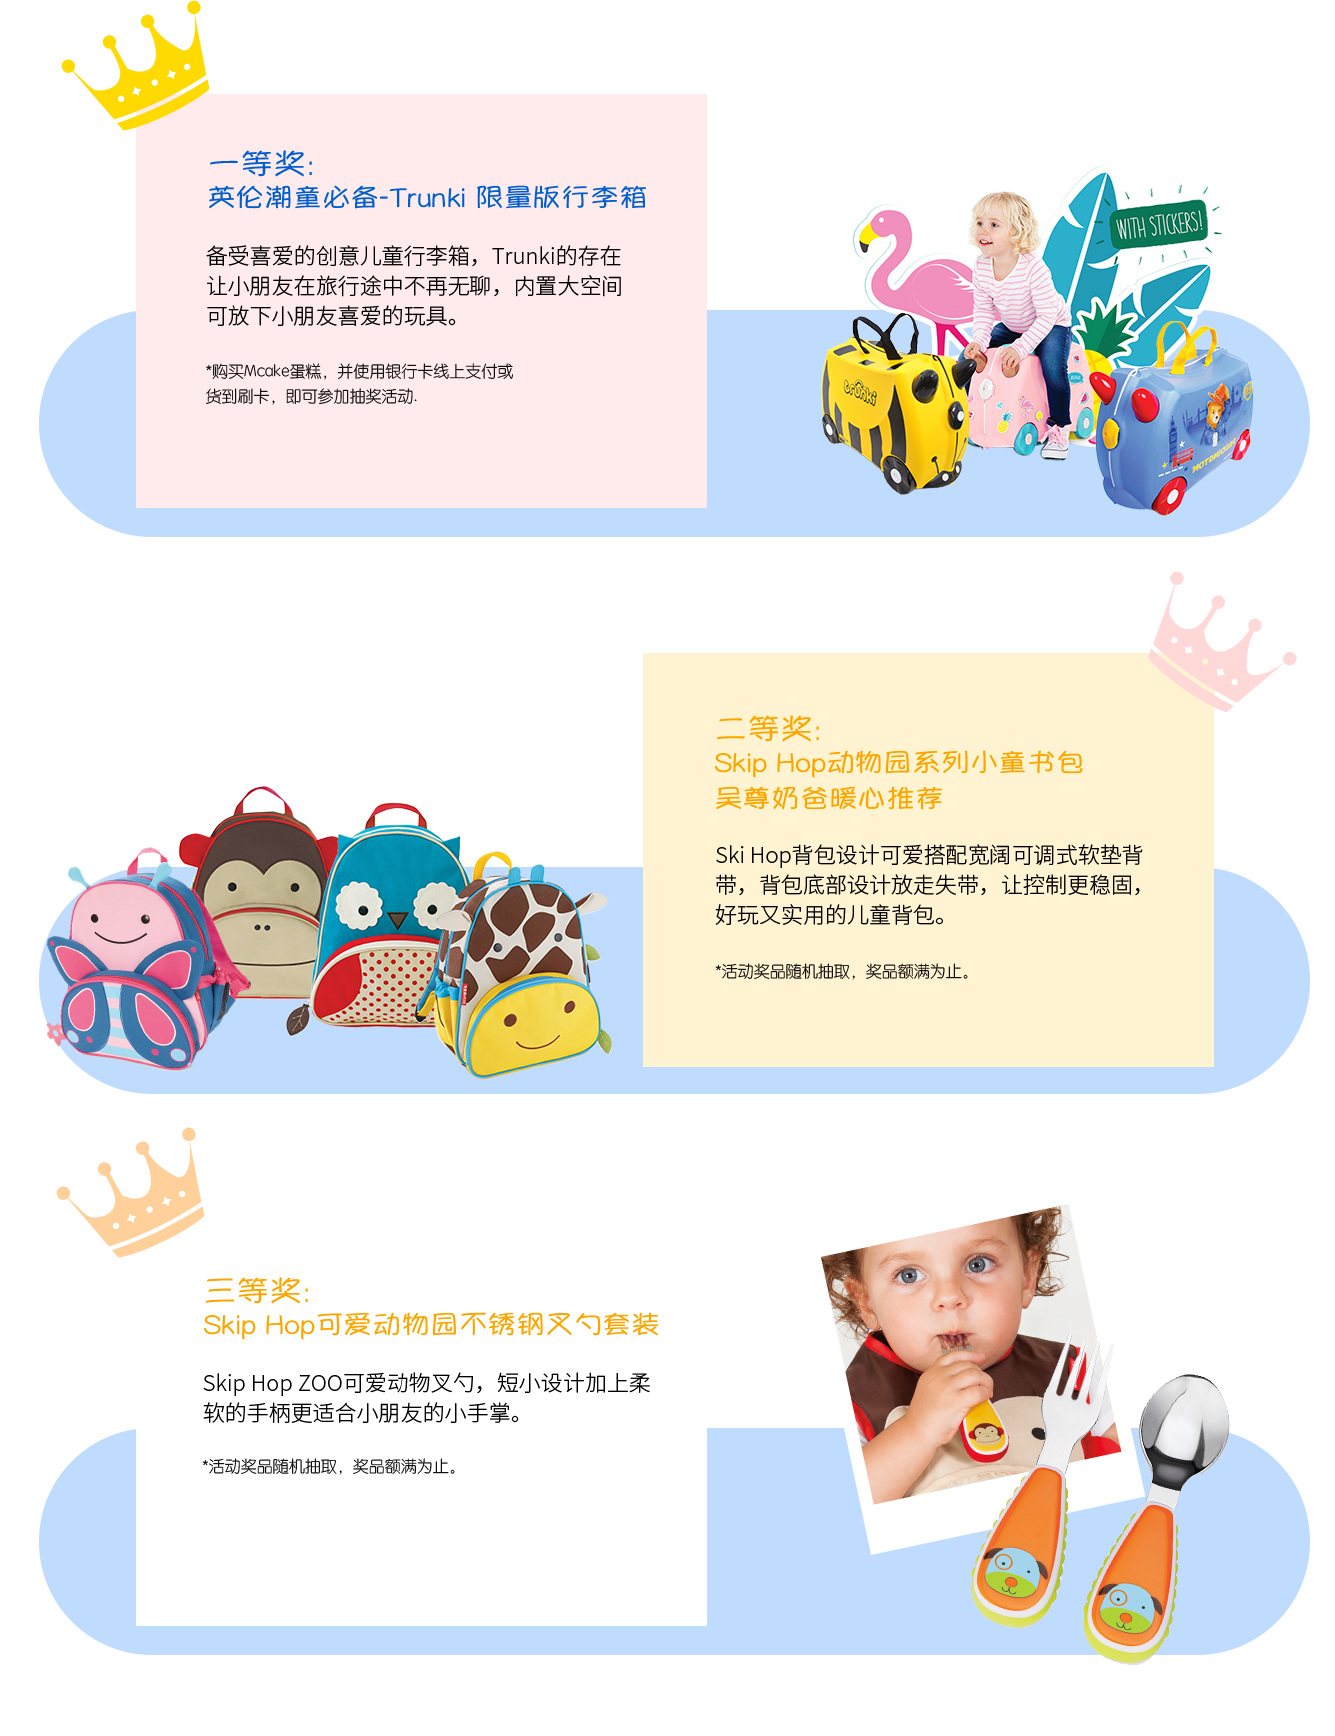 一等奖:
英伦潮童必备-Trunki 限量版行李箱
备受喜爱的创意儿童行李箱，Trunki的存在
让小朋友在旅行途中不再无聊，内置大空间
可放下小朋友喜爱的玩具。
*购买Mcake蛋糕，并使用银行卡线上支付或
货到刷卡，即可参加抽奖活动.
WITH STICKERS!
trunki
二等奖:
Skip Hop动物园系列小童书包
吴尊奶爸暖心推荐
Ski Hop背包设计可爱搭配宽阔可调式软垫背
带，背包底部设计放走失带，让控制更稳固，
好玩又实用的儿童背包。
*活动奖品随机抽取，奖品额满为止。
三等奖:
Skip Hop可爱动物园不锈钢叉勺套装
Skip Hop ZOO可爱动物叉勺，短小设计加上柔
软的手柄更适合小朋友的小手掌。
*活动奖品随机抽取，奖品额满为止。